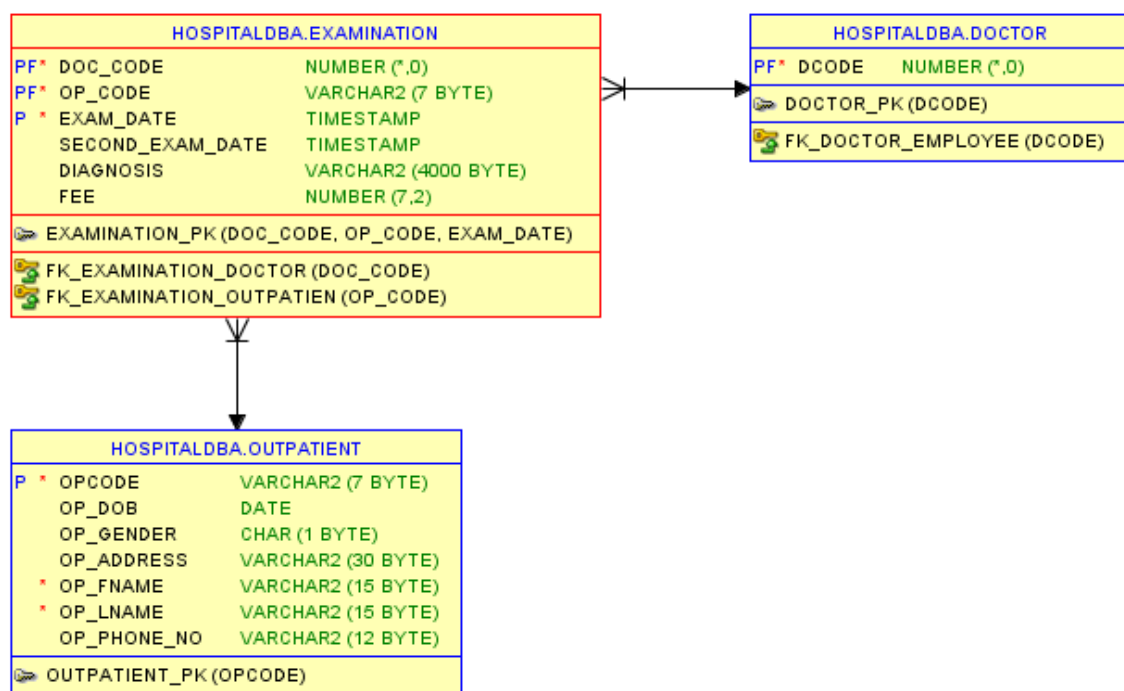 HOSPITALDBA.EXAMINATION
PF* DOC_CODE NUMBER (*,0)
PF* OP_CODE VARCHAR2 (7 BYTE)
P * EXAM_DATE TIMESTAMP
SECOND_EXAM_DATE TIMESTAMP
DIAGNOSIS VARCHAR2 (4000 BYTE)
FEE NUMBER (7,2)
EXAMINATION_PK (DOC_CODE, OP_CODE, EXAM_DATE)
FK_EXAMINATION_DOCTOR (DOC_CODE)
FK_EXAMINATION_OUTPATIEN (OP_CODE)
HOSPITALDBA.DOCTOR
PF* DCODE NUMBER (*,0)
DOCTOR_PK (DCODE)
FK_DOCTOR_EMPLOYEE (DCODE)
HOSPITALDBA.OUTPATIENT
P * OPCODE VARCHAR2 (7 BYTE)
OP_DOB DATE
OP_GENDER CHAR (1 BYTE)
OP_ADDRESS VARCHAR2 (30 BYTE)
* OP_FNAME VARCHAR2 (15 BYTE)
* OP_LNAME VARCHAR2 (15 BYTE)
OP_PHONE_NO VARCHAR2 (12 BYTE)
OUTPATIENT_PK (OPCODE)